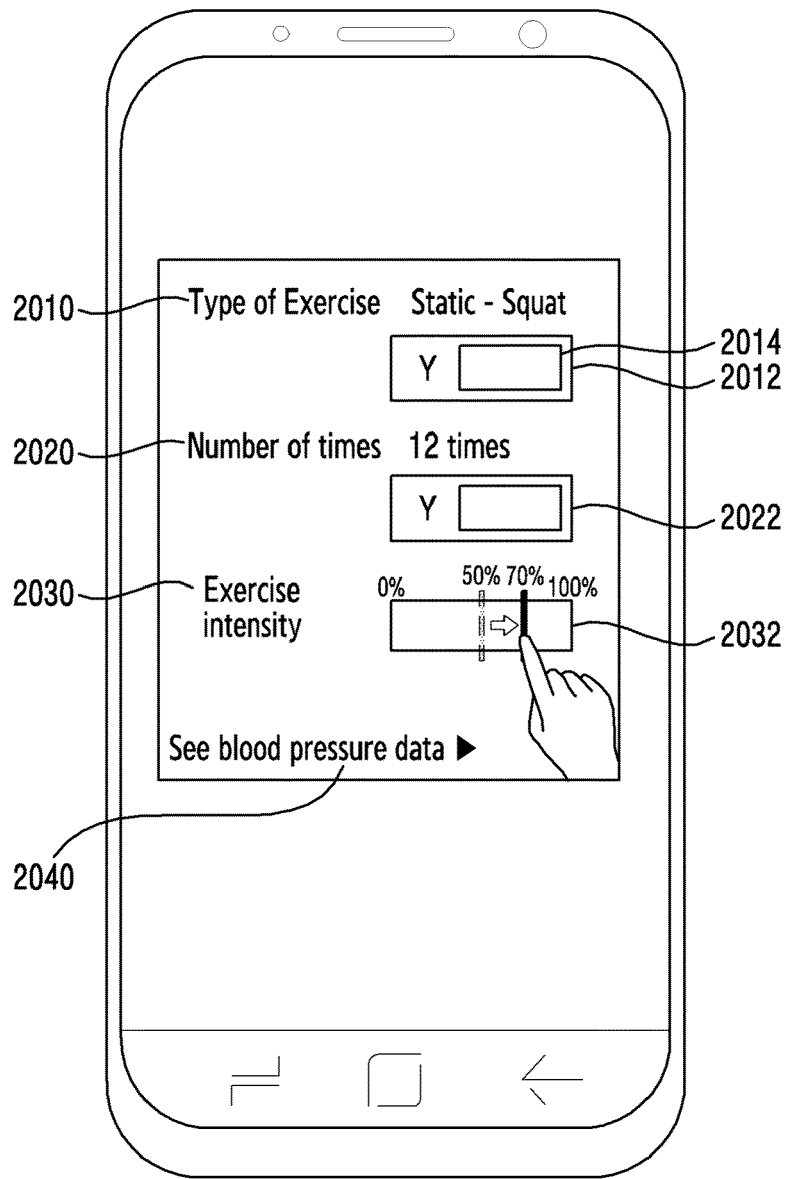 2010
Type of Exercise Static - Squat
Y
2014
2012
2020
Number of times 12 times
Y
2022
2030
Exercise
intensity
0% 50% 70% 100%
2032
See blood pressure data ▶
2040